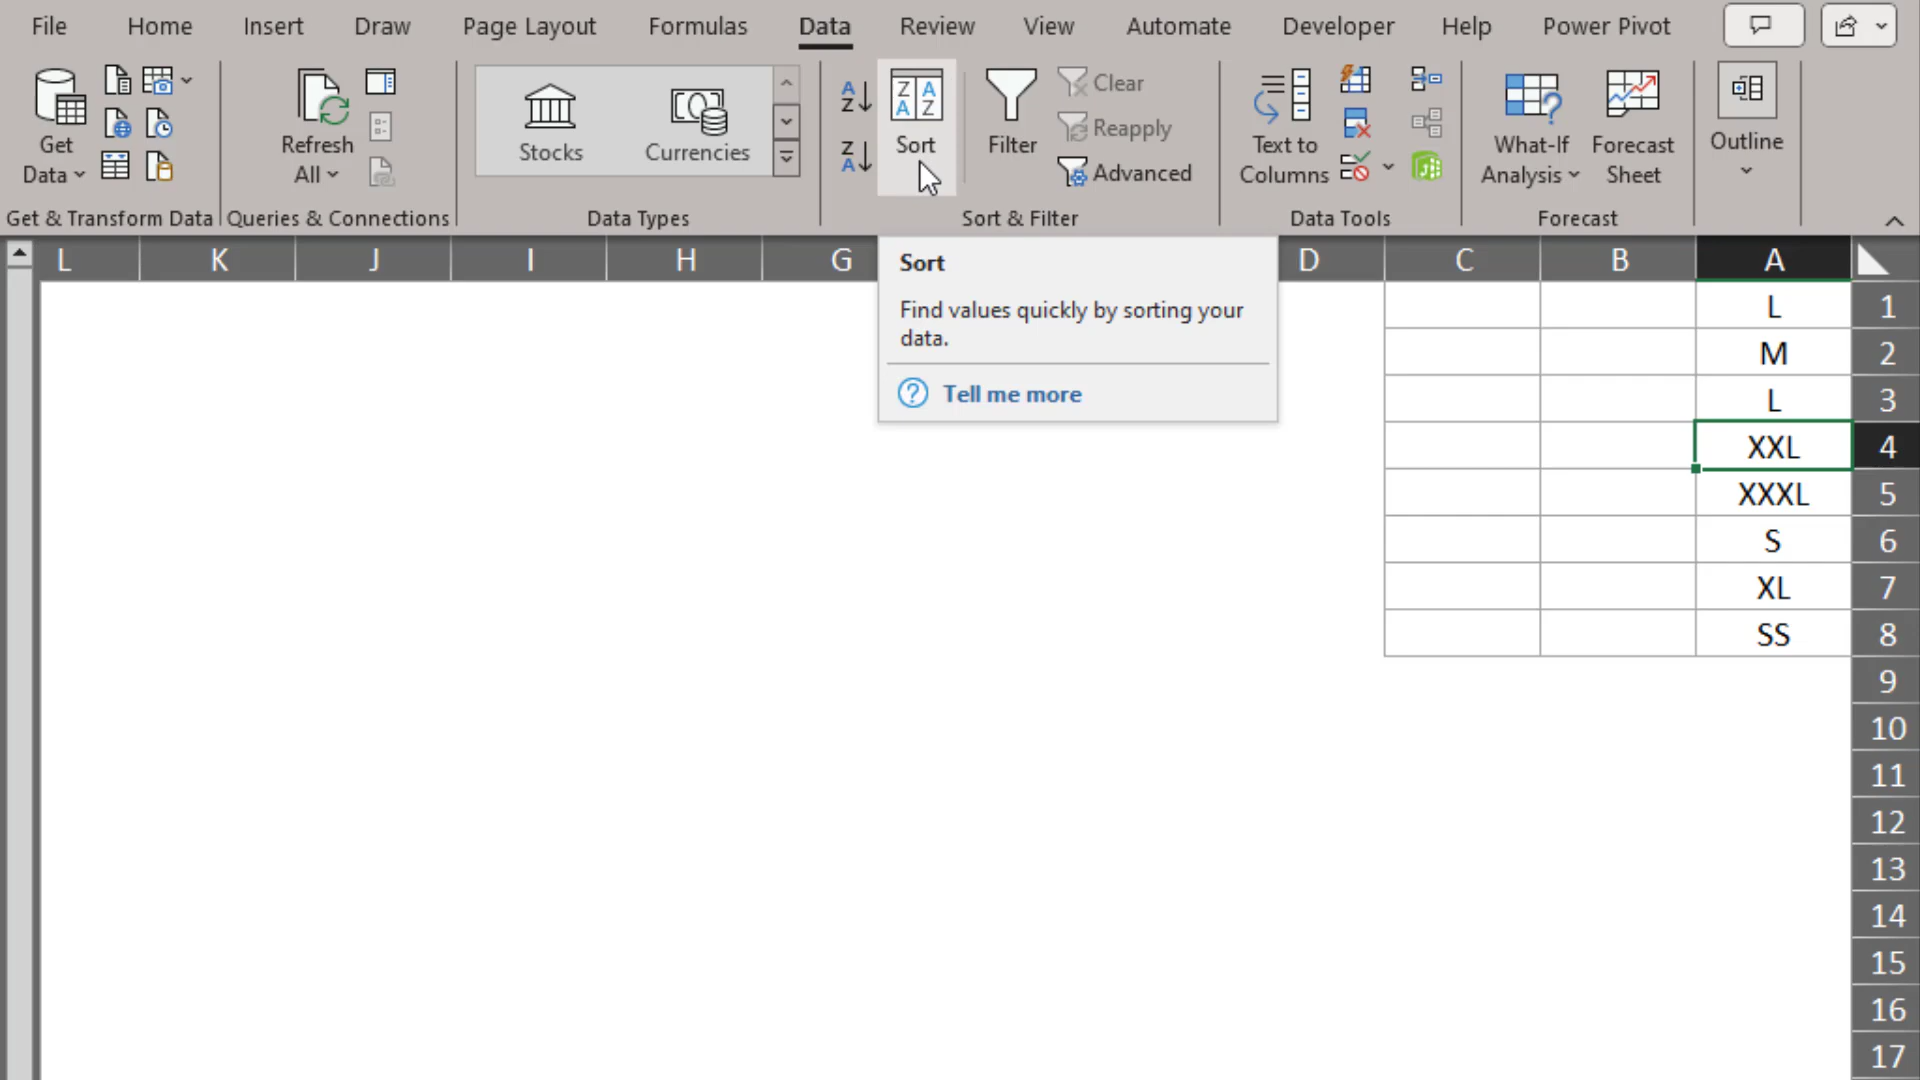 File Home Insert Draw Page Layout Formulas Data Review View Automate Developer Help Power Pivot
Get
Data
Refresh
All
Stocks
Currencies
Sort
Filter
Clear
Reapply
Advanced
Text to
Columns
What-If
Analysis
Forecast
Sheet
Outline
Get & Transform Data Queries & Connections Data Types Sort & Filter Data Tools Forecast
L K J I H G D C B A
Sort
Find values quickly by sorting your
data.
Tell me more
L 1
M 2
L 3
XXL 4
XXXL 5
S 6
XL 7
SS 8
9
10
11
12
13
14
15
16
17